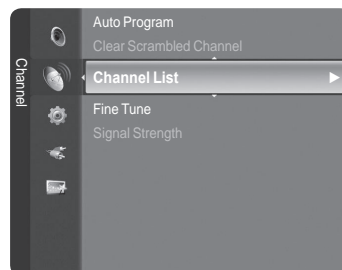 Channel
Auto Program
Clear Scrambled Channel
Channel List
Fine Tune
Signal Strength